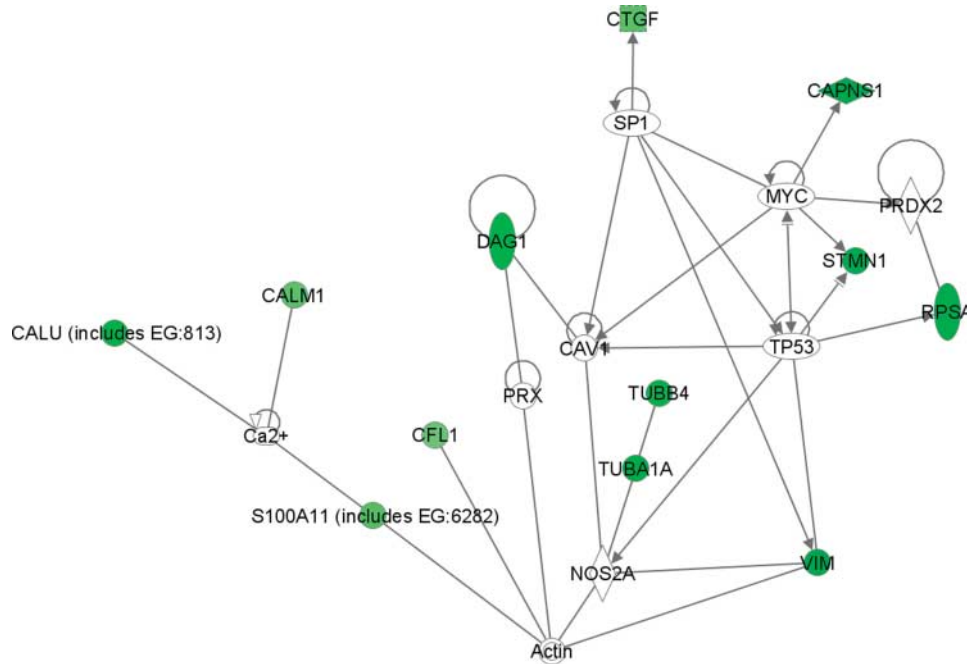 CTGF
CAPNS1
SP1
MYC
PRDX2
DAG1
STMN1
CALM1
RPSA
CALU (includes EG:813)
CAV1
TP53
PRX
TUBB4
Ca2+
CFL1
TUBA1A
S100A11 (includes EG:6282)
NOS2A
VIM
Actin